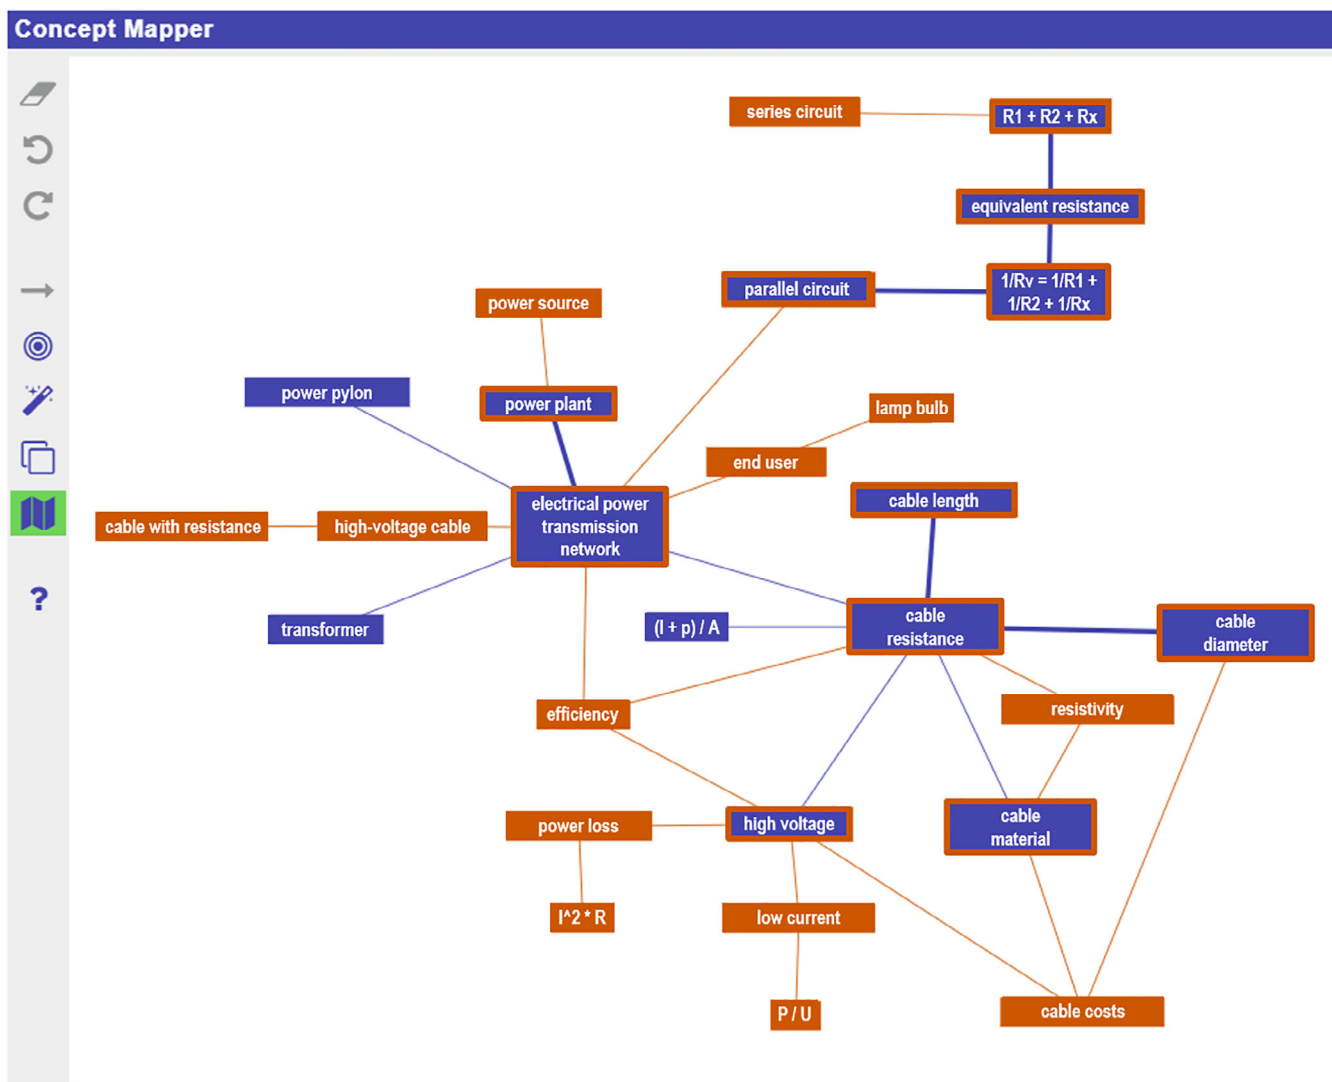 Concept Mapper
series circuit
R1 + R2 + Rx
equivalent resistance
parallel circuit
1/Rv = 1/R1 +
1/R2 + 1/Rx
power source
power pylon
power plant
lamp bulb
end user
cable length
electrical power
transmission
network
cable with resistance
high-voltage cable
transformer
(l + p) / A
cable
resistance
cable
diameter
efficiency
resistivity
power loss
high voltage
cable
material
I^2 * R
low current
P / U
cable costs
?